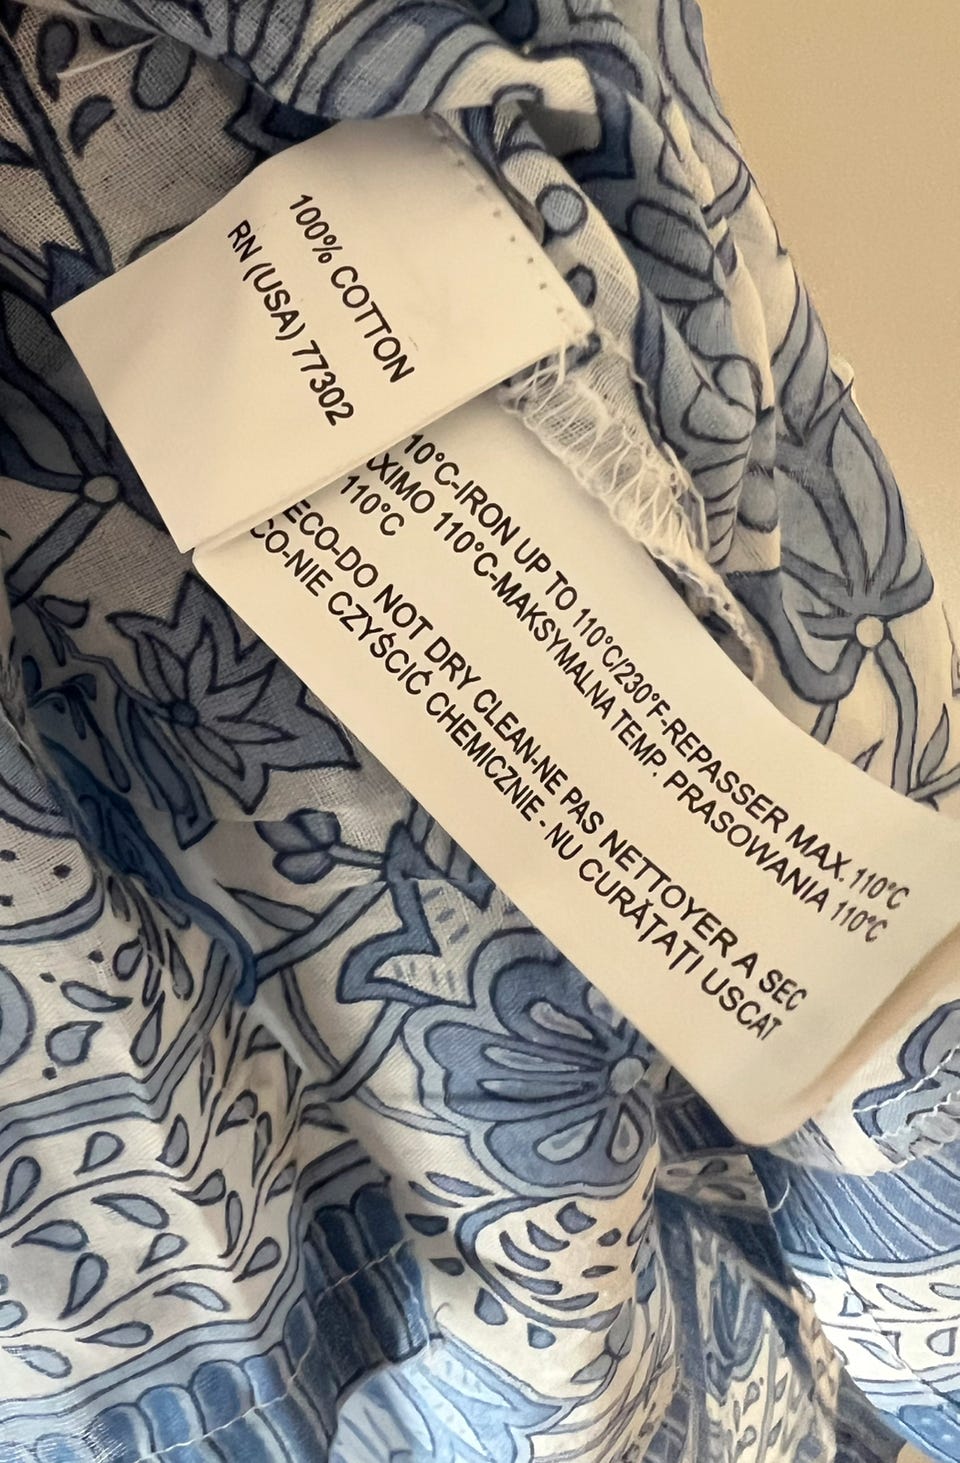 100% COTTON
RN (USA) 77302
10°C-IRON UP TO 110°C/230°F-REPASSER MAX.110°C
XIMO 110°C-MAKSYMALNA TEMP. PRASOWANIA 110°C
110°C
ECO-DO NOT DRY CLEAN-NE PAS NETTOYER A SEC
CO-NIE CZYŚCIĆ CHEMICZNIE - NU CURĂȚAȚI USCAT